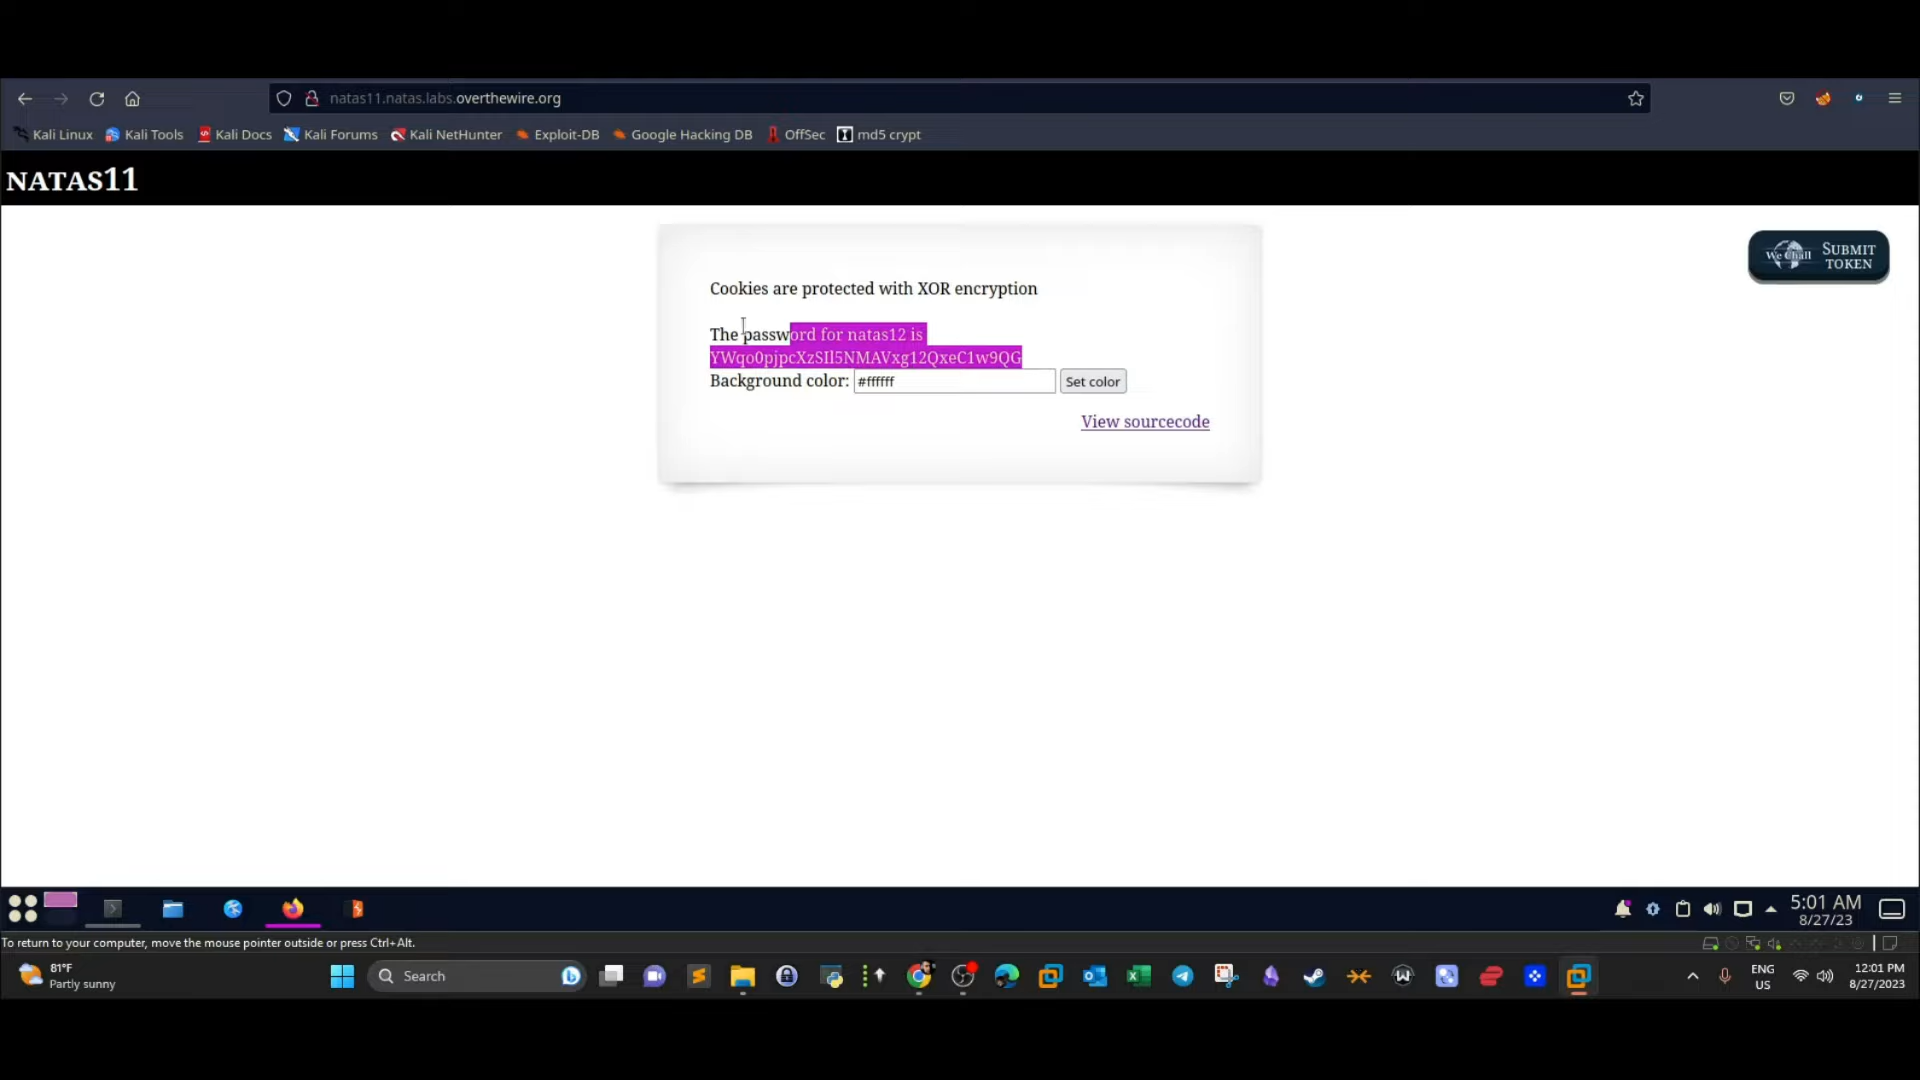 natas11.natas.labs.overthewire.org
Kali Linux Kali Tools Kali Docs Kali Forums Kali NetHunter Exploit-DB Google Hacking DB OffSec md5 crypt
NATAS11
We Chall SUBMIT TOKEN
Cookies are protected with XOR encryption
The password for natas12 is
YWqo0pjpcXzSIl5NMAVxg12QxeC1w9QG
Background color: #ffffff Set color
View sourcecode
5:01 AM
8/27/23
To return to your computer, move the mouse pointer outside or press Ctrl+Alt.
81°F
Partly sunny
Search
ENG
US
12:01 PM
8/27/2023